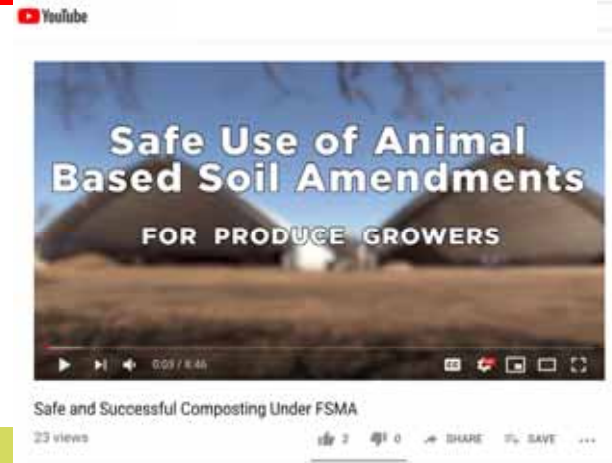 YouTube
Safe Use of Animal
Based Soil Amendments
FOR PRODUCE GROWERS
0:03 / 8:46
CC
Safe and Successful Composting Under FSMA
23 views
2 0 SHARE SAVE ...